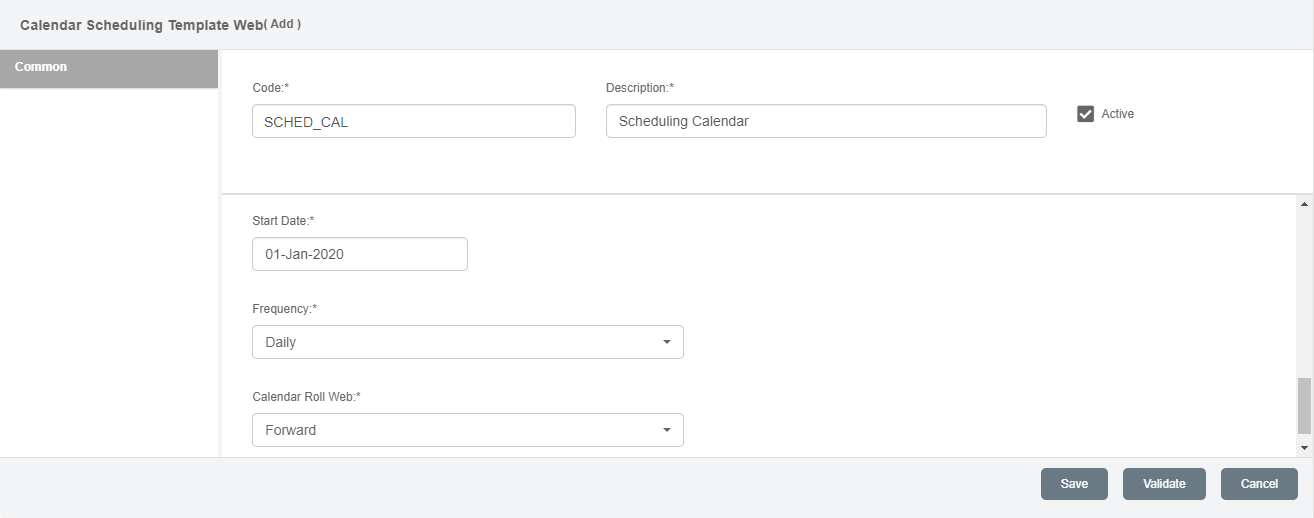 Calendar Scheduling Template Web( Add )
Common
Code:*
Description:*
SCHED_CAL
Scheduling Calendar
Active
Start Date:*
01-Jan-2020
Frequency:*
Daily
Calendar Roll Web:*
Forward
Save
Validate
Cancel